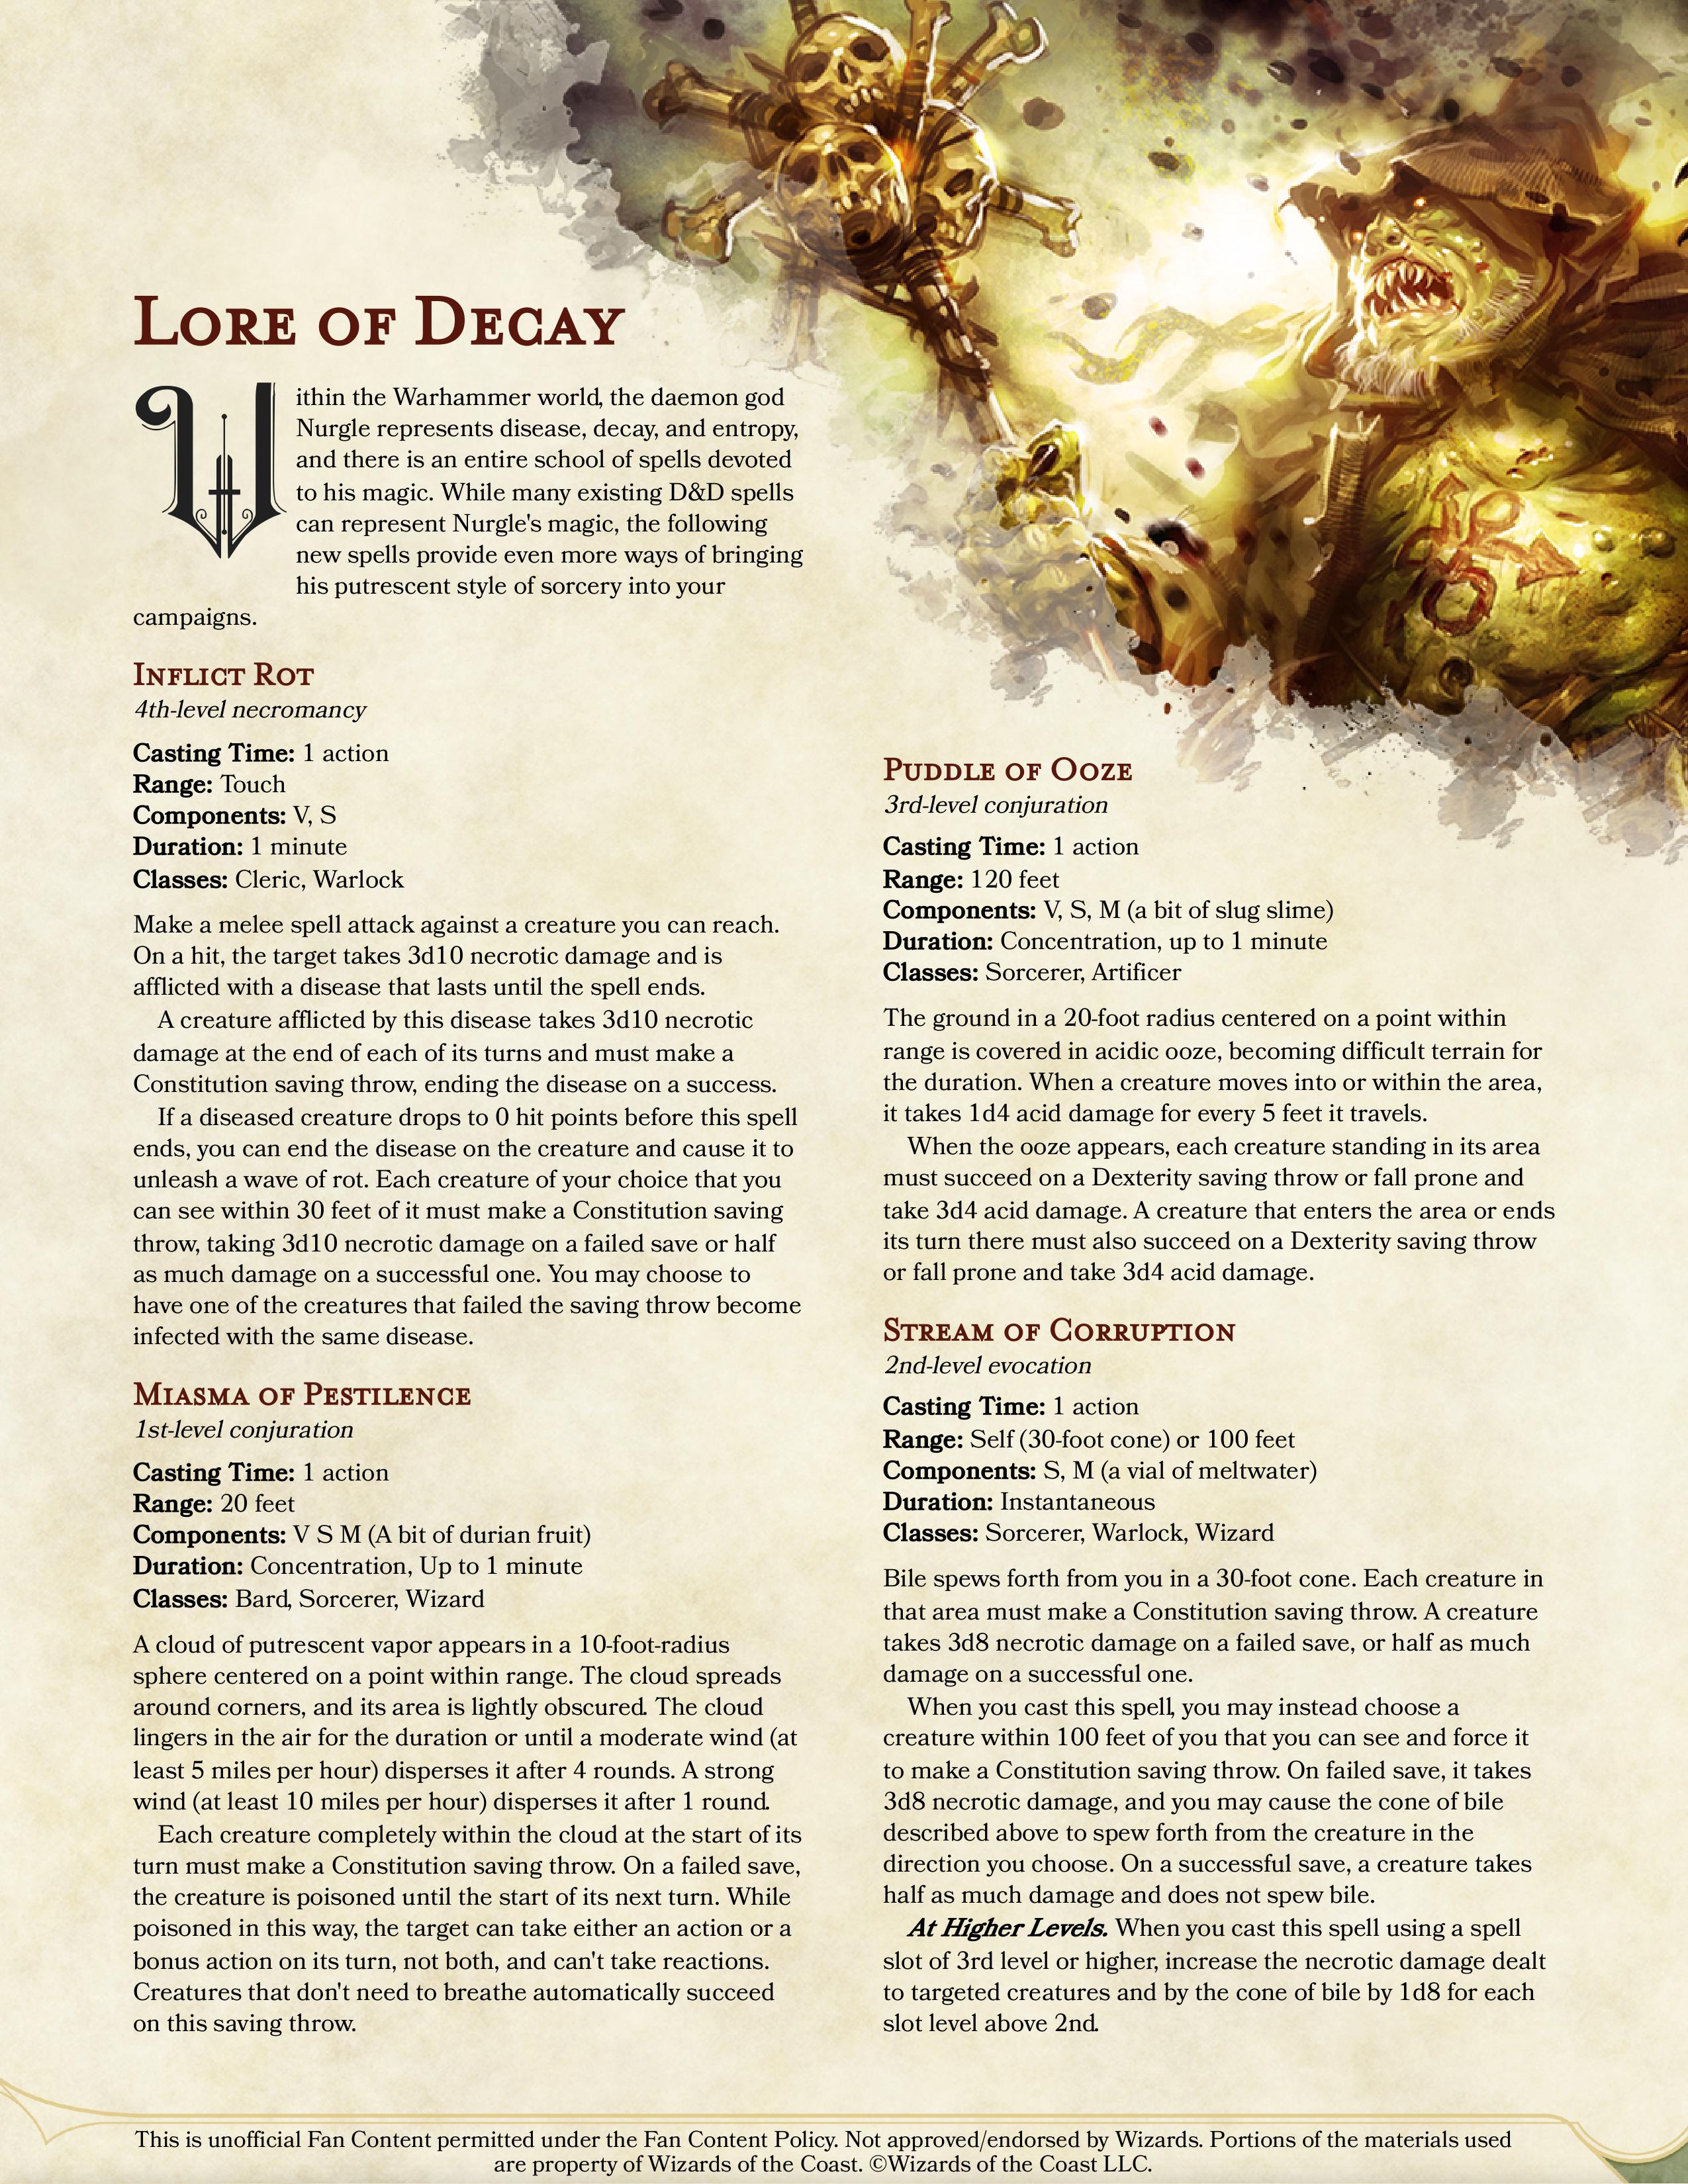 Lore of Decay
Within the Warhammer world, the daemon god
Nurgle represents disease, decay, and entropy,
and there is an entire school of spells devoted
to his magic. While many existing D&D spells
can represent Nurgle's magic, the following
new spells provide even more ways of bringing
his putrescent style of sorcery into your
campaigns.
Inflict Rot
4th-level necromancy
Casting Time: 1 action
Range: Touch
Components: V, S
Duration: 1 minute
Classes: Cleric, Warlock
Make a melee spell attack against a creature you can reach.
On a hit, the target takes 3d10 necrotic damage and is
afflicted with a disease that lasts until the spell ends.
A creature afflicted by this disease takes 3d10 necrotic
damage at the end of each of its turns and must make a
Constitution saving throw, ending the disease on a success.
If a diseased creature drops to 0 hit points before this spell
ends, you can end the disease on the creature and cause it to
unleash a wave of rot. Each creature of your choice that you
can see within 30 feet of it must make a Constitution saving
throw, taking 3d10 necrotic damage on a failed save or half
as much damage on a successful one. You may choose to
have one of the creatures that failed the saving throw become
infected with the same disease.
Miasma of Pestilence
1st-level conjuration
Casting Time: 1 action
Range: 20 feet
Components: V S M (A bit of durian fruit)
Duration: Concentration, Up to 1 minute
Classes: Bard, Sorcerer, Wizard
A cloud of putrescent vapor appears in a 10-foot-radius
sphere centered on a point within range. The cloud spreads
around corners, and its area is lightly obscured. The cloud
lingers in the air for the duration or until a moderate wind (at
least 5 miles per hour) disperses it after 4 rounds. A strong
wind (at least 10 miles per hour) disperses it after 1 round.
Each creature completely within the cloud at the start of its
turn must make a Constitution saving throw. On a failed save,
the creature is poisoned until the start of its next turn. While
poisoned in this way, the target can take either an action or a
bonus action on its turn, not both, and can't take reactions.
Creatures that don't need to breathe automatically succeed
on this saving throw.
Puddle of Ooze
3rd-level conjuration
Casting Time: 1 action
Range: 120 feet
Components: V, S, M (a bit of slug slime)
Duration: Concentration, up to 1 minute
Classes: Sorcerer, Artificer
The ground in a 20-foot radius centered on a point within
range is covered in acidic ooze, becoming difficult terrain for
the duration. When a creature moves into or within the area,
it takes 1d4 acid damage for every 5 feet it travels.
When the ooze appears, each creature standing in its area
must succeed on a Dexterity saving throw or fall prone and
take 3d4 acid damage. A creature that enters the area or ends
its turn there must also succeed on a Dexterity saving throw
or fall prone and take 3d4 acid damage.
Stream of Corruption
2nd-level evocation
Casting Time: 1 action
Range: Self (30-foot cone) or 100 feet
Components: S, M (a vial of meltwater)
Duration: Instantaneous
Classes: Sorcerer, Warlock, Wizard
Bile spews forth from you in a 30-foot cone. Each creature in
that area must make a Constitution saving throw. A creature
takes 3d8 necrotic damage on a failed save, or half as much
damage on a successful one.
When you cast this spell, you may instead choose a
creature within 100 feet of you that you can see and force it
to make a Constitution saving throw. On failed save, it takes
3d8 necrotic damage, and you may cause the cone of bile
described above to spew forth from the creature in the
direction you choose. On a successful save, a creature takes
half as much damage and does not spew bile.
At Higher Levels. When you cast this spell using a spell
slot of 3rd level or higher, increase the necrotic damage dealt
to targeted creatures and by the cone of bile by 1d8 for each
slot level above 2nd.
This is unofficial Fan Content permitted under the Fan Content Policy. Not approved/endorsed by Wizards. Portions of the materials used
are property of Wizards of the Coast. ©Wizards of the Coast LLC.